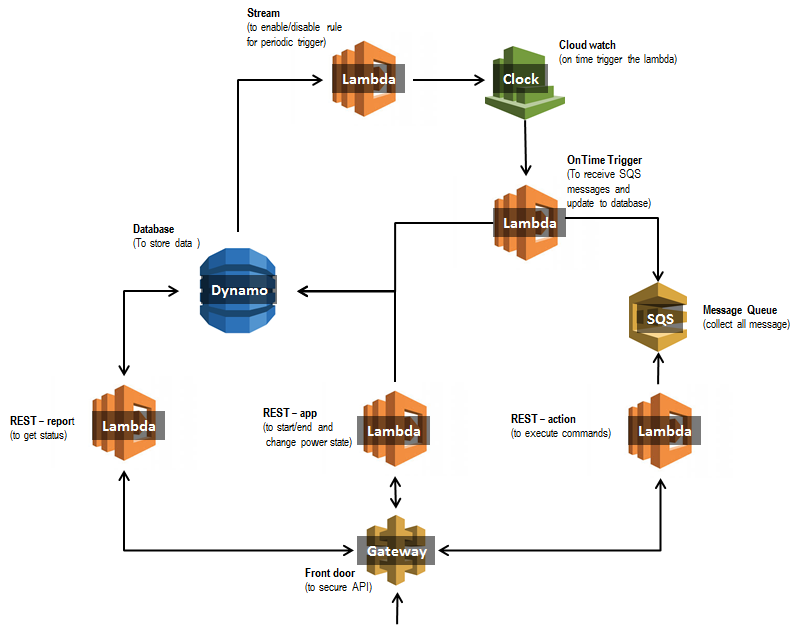 Stream
(to enable/disable rule
for periodic trigger)
Lambda
Cloud watch
(on time trigger the lambda)
Clock
OnTime Trigger
(To receive SQS
messages and
update to database)
Lambda
Database
(To store data )
Dynamo
SQS
Message Queue
(collect all message)
REST – report
(to get status)
Lambda
REST – app
(to start/end and
change power state)
Lambda
REST – action
(to execute commands)
Lambda
Gateway
Front door
(to secure API)